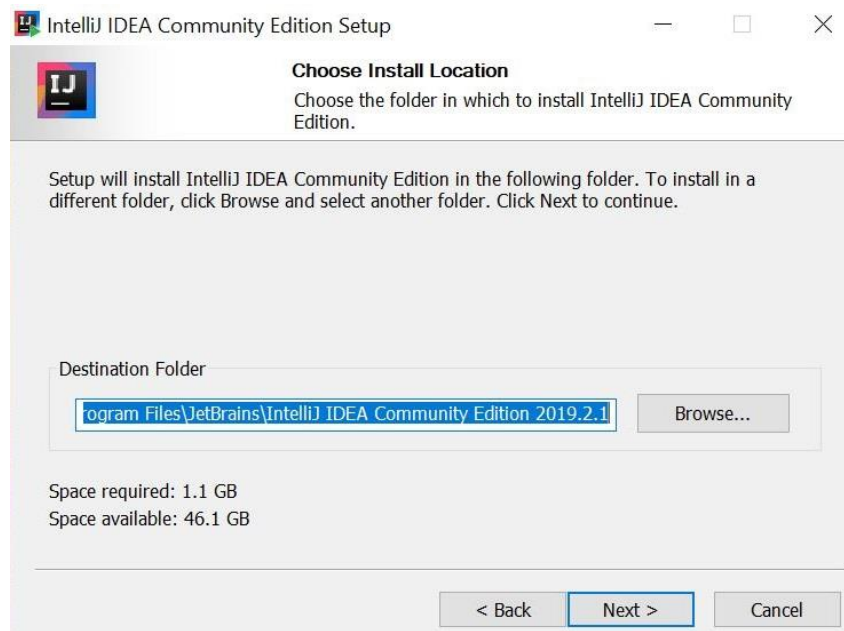 IntelliJ IDEA Community Edition Setup
IJ
Choose Install Location
Choose the folder in which to install IntelliJ IDEA Community
Edition.
Setup will install IntelliJ IDEA Community Edition in the following folder. To install in a
different folder, click Browse and select another folder. Click Next to continue.
Destination Folder
rogram Files\JetBrains\IntelliJ IDEA Community Edition 2019.2.1
Browse...
Space required: 1.1 GB
Space available: 46.1 GB
< Back
Next >
Cancel